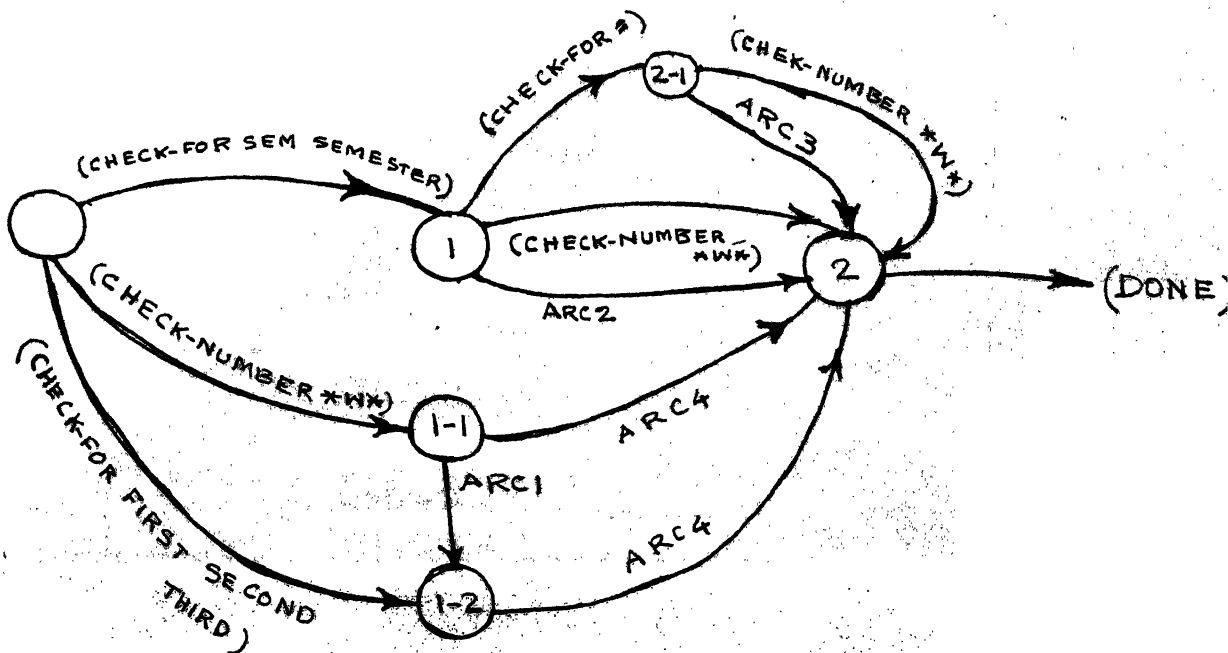 (CHECK-FOR =)
2-1
(CHEK-NUMBER *W*)
ARC3
(CHECK-FOR SEM SEMESTER)
1
(CHECK-NUMBER
*W*)
2
(DONE)
ARC2
(CHECK-NUMBER *W*)
1-1
ARC4
ARC1
(CHECK-FOR FIRST SECOND
THIRD)
1-2
ARC4